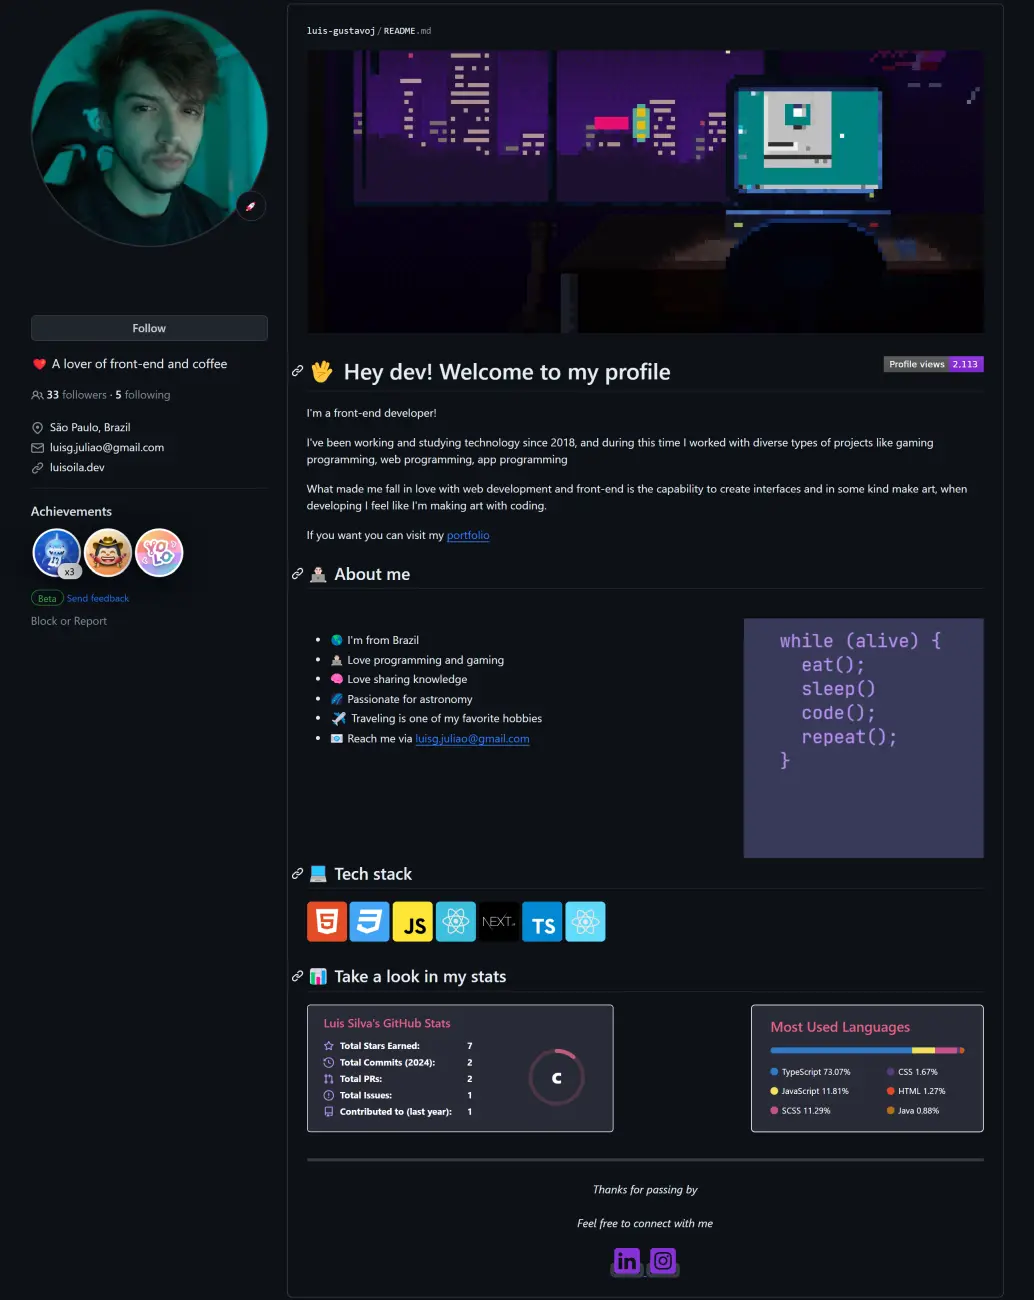 Follow
A lover of front-end and coffee
33 followers · 5 following
São Paulo, Brazil
luisg.juliao@gmail.com
luisoila.dev
Achievements
x3
YOLO
Beta Send feedback
Block or Report
luis-gustavoj/README.md
Hey dev! Welcome to my profile
Profile views 2.113
I'm a front-end developer!
I've been working and studying technology since 2018, and during this time I worked with diverse types of projects like gaming
programming, web programming, app programming
What made me fall in love with web development and front-end is the capability to create interfaces and in some kind make art, when
developing I feel like I'm making art with coding.
If you want you can visit my portfolio
About me
I'm from Brazil
Love programming and gaming
Love sharing knowledge
Passionate for astronomy
Traveling is one of my favorite hobbies
Reach me via luisg.juliao@gmail.com
while (alive) {
eat();
sleep()
code();
repeat();
}
Tech stack
5 3 JS NEXT.JS TS
Take a look in my stats
Luis Silva's GitHub Stats
Total Stars Earned: 7
Total Commits (2024): 2
Total PRs: 2
Total Issues: 1
Contributed to (last year): 1
C
Most Used Languages
TypeScript 73.07%
JavaScript 11.81%
SCSS 11.29%
CSS 1.67%
HTML 1.27%
Java 0.88%
Thanks for passing by
Feel free to connect with me
in